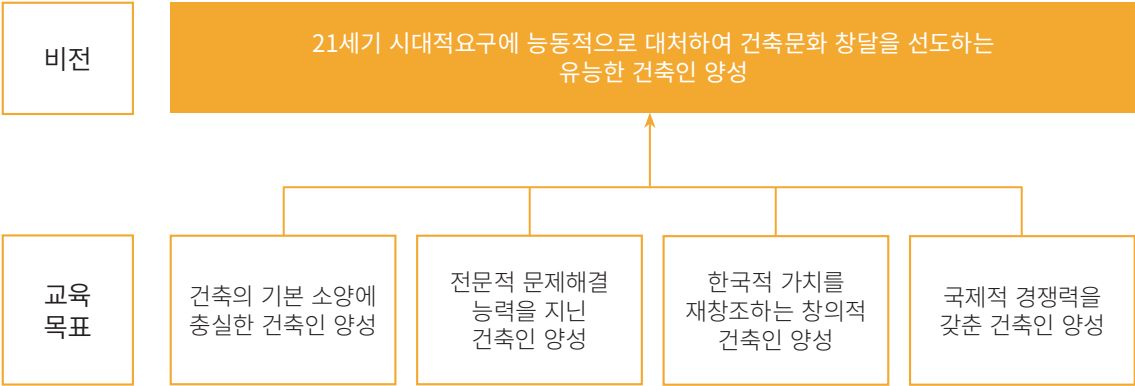 비전
21세기 시대적요구에 능동적으로 대처하여 건축문화 창달을 선도하는
유능한 건축인 양성
교육
목표
건축의 기본 소양에
충실한 건축인 양성
전문적 문제해결
능력을 지닌
건축인 양성
한국적 가치를
재창조하는 창의적
건축인 양성
국제적 경쟁력을
갖춘 건축인 양성